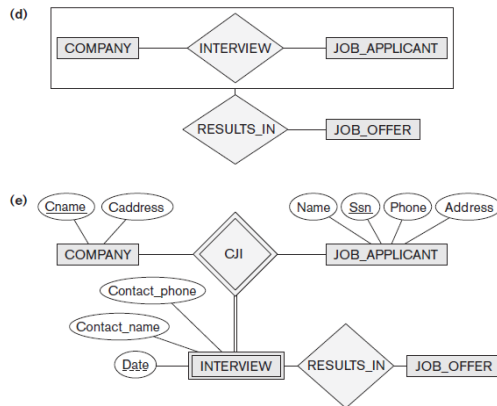 (d)
COMPANY INTERVIEW JOB_APPLICANT
RESULTS_IN JOB_OFFER
(e)
Cname Caddress Name Ssn Phone Address
COMPANY CJI JOB_APPLICANT
Contact_phone
Contact_name
Date INTERVIEW RESULTS_IN JOB_OFFER